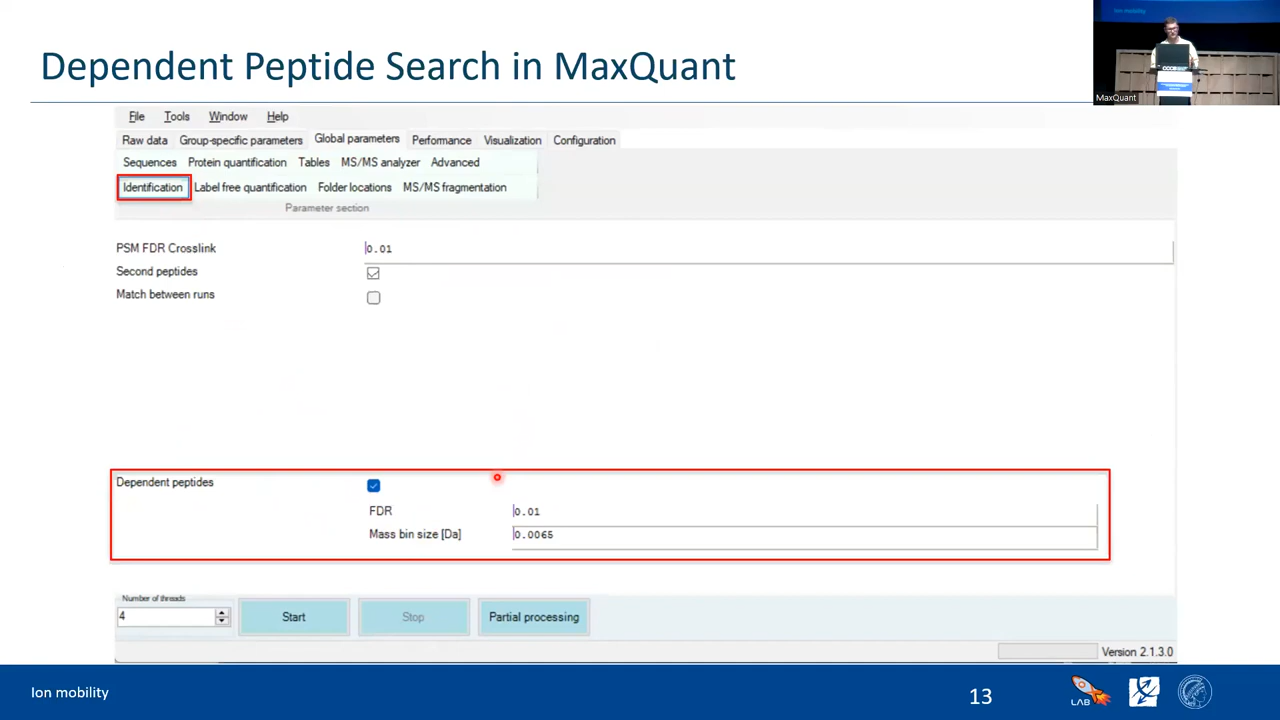 Ion mobility
MaxQuant
Dependent Peptide Search in MaxQuant
File Tools Window Help
Raw data Group-specific parameters Global parameters Performance Visualization Configuration
Sequences Protein quantification Tables MS/MS analyzer Advanced
Identification Label free quantification Folder locations MS/MS fragmentation
Parameter section
PSM FDR Crosslink 0.01
Second peptides
Match between runs
Dependent peptides
FDR 0.01
Mass bin size [Da] 0.0065
Number of threads
4 Start Stop Partial processing
Version 2.1.3.0
Ion mobility 13 LAB